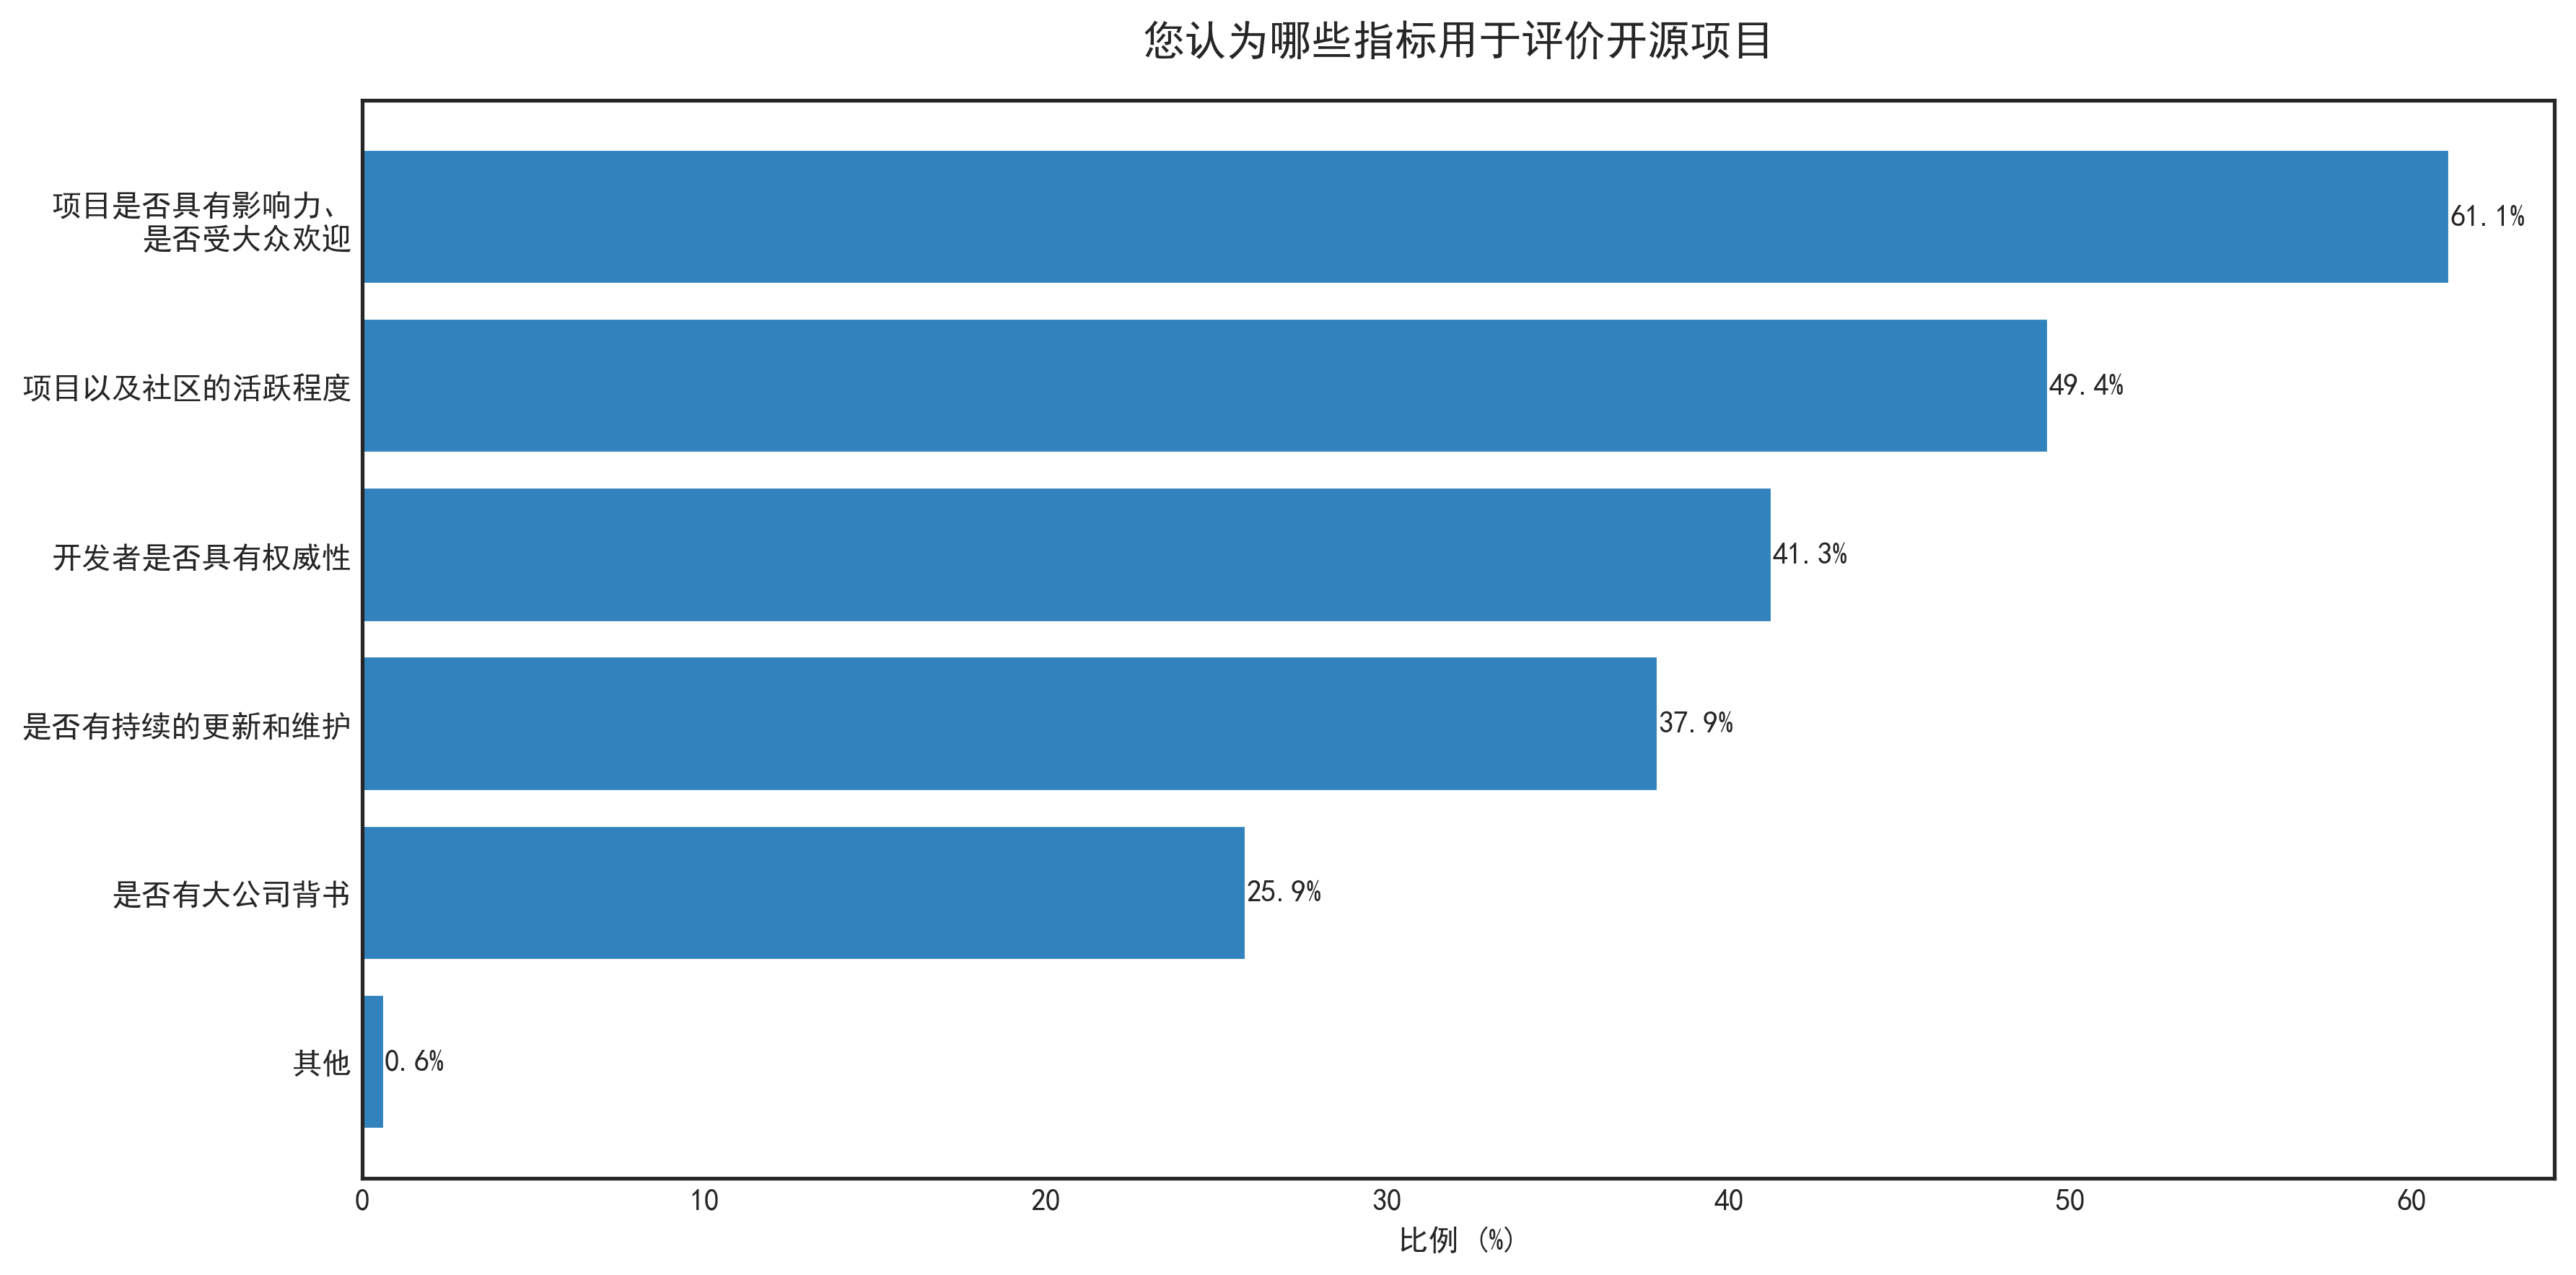 您认为哪些指标用于评价开源项目
项目是否具有影响力、
是否受大众欢迎
61.1%
项目以及社区的活跃程度
49.4%
开发者是否具有权威性
41.3%
是否有持续的更新和维护
37.9%
是否有大公司背书
25.9%
其他
0.6%
0 10 20 30 40 50 60
比例 (%)